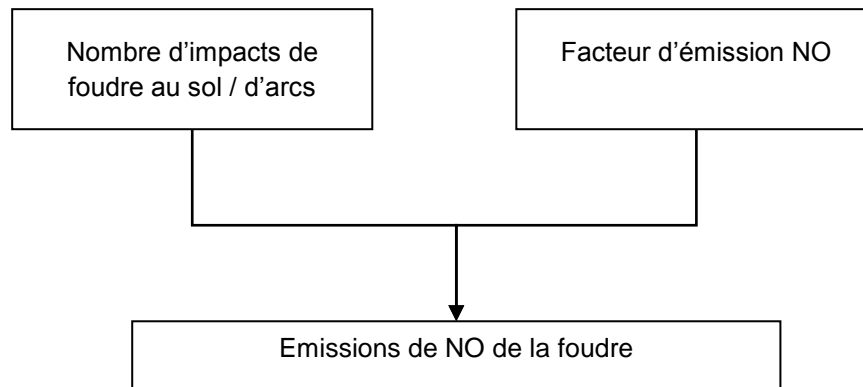 Nombre d’impacts de
foudre au sol / d’arcs
Facteur d’émission NO
Emissions de NO de la foudre